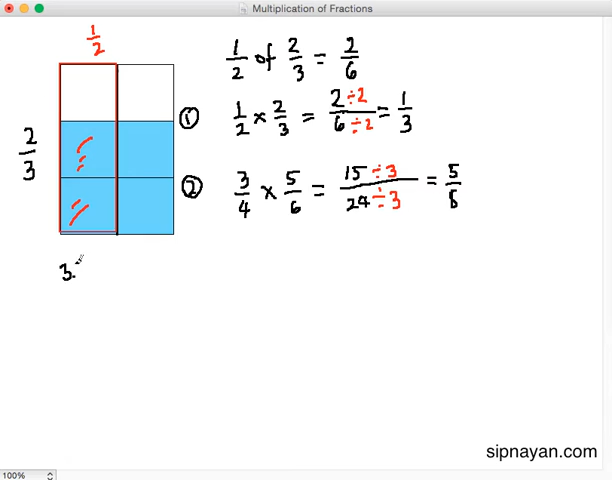 Multiplication of Fractions
1/2
1/2 of 2/3 = 2/6
① 1/2 × 2/3 = 2 ÷2/6 ÷2 = 1/3
2/3
② 3/4 × 5/6 = 15 ÷3/24 ÷3 = 5/8
3.
sipnayan.com
100%